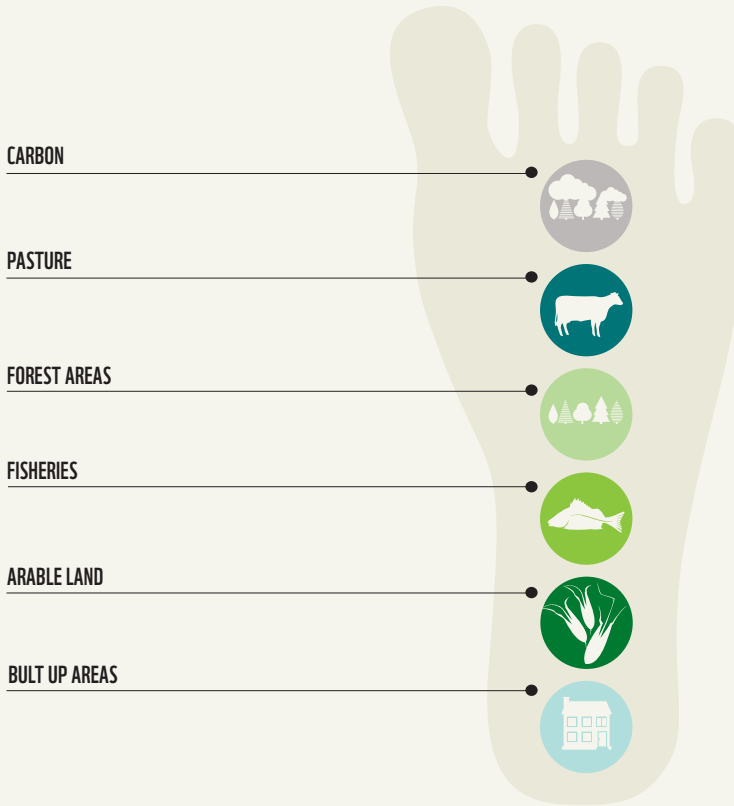 CARBON
PASTURE
FOREST AREAS
FISHERIES
ARABLE LAND
BULT UP AREAS